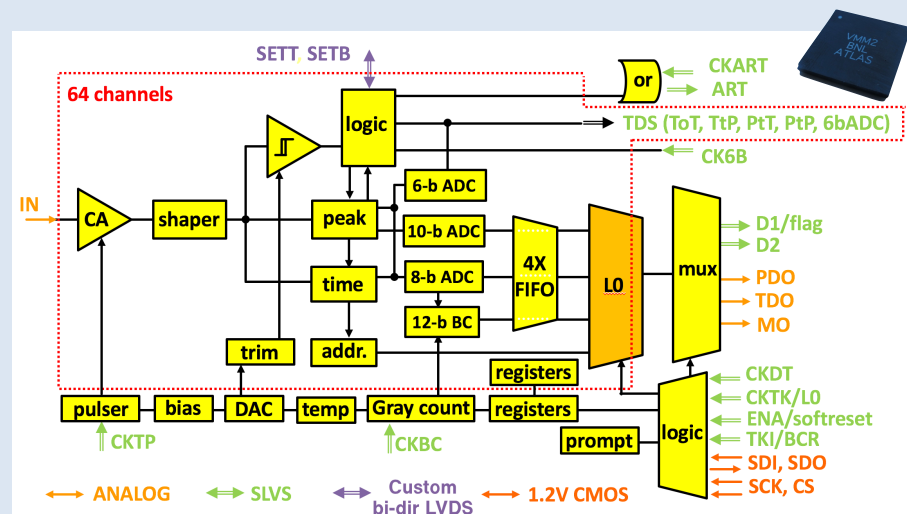 VMM2
BNL
ATLAS
SETT, SETB
CKART
ART
or
64 channels
logic
TDS (ToT, TtP, PtT, PtP, 6bADC)
CK6B
6-b ADC
IN
CA
shaper
peak
10-b ADC
D1/flag
D2
4X
FIFO
L0
mux
time
8-b ADC
PDO
TDO
MO
12-b BC
trim
addr.
registers
CKDT
CKTK/L0
pulser
bias
DAC
temp
Gray count
registers
logic
ENA/softreset
TKI/BCR
prompt
CKTP
CKBC
SDI, SDO
SCK, CS
ANALOG
SLVS
Custom
bi-dir LVDS
1.2V CMOS